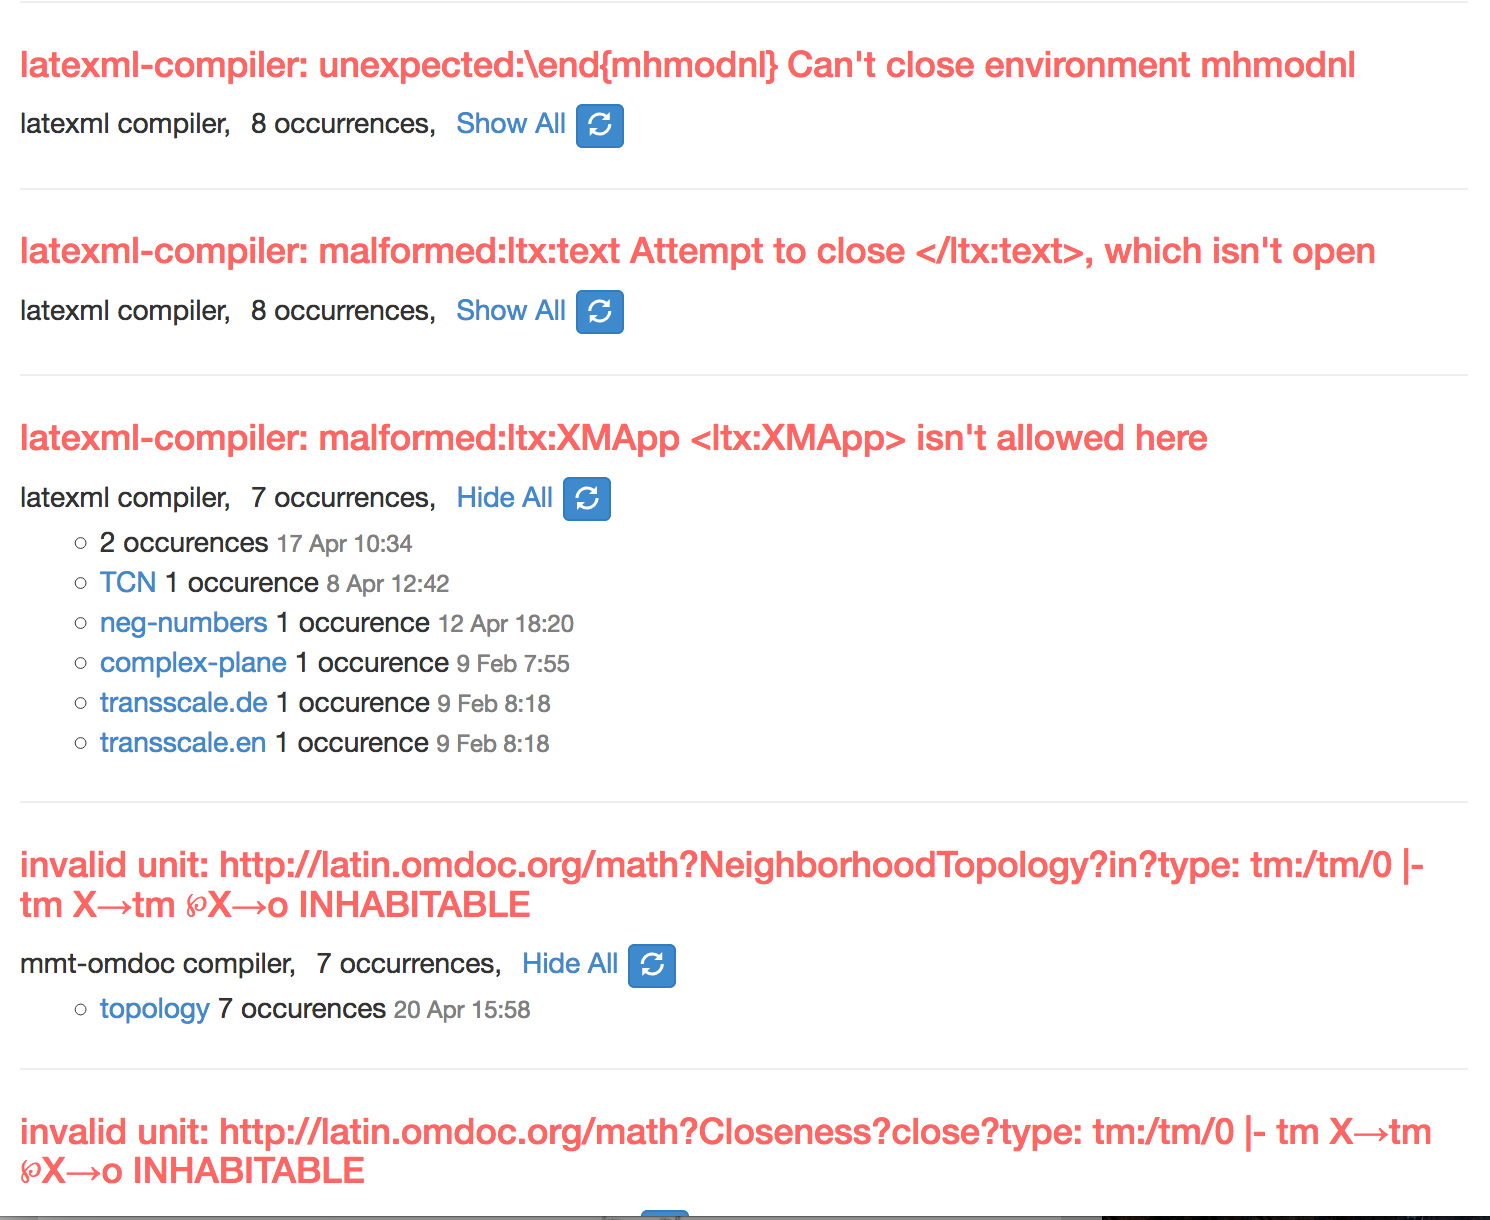 latexml-compiler: unexpected:\end{mhmodnl} Can't close environment mhmodnl
latexml compiler, 8 occurrences, Show All
latexml-compiler: malformed:ltx:text Attempt to close </ltx:text>, which isn't open
latexml compiler, 8 occurrences, Show All
latexml-compiler: malformed:ltx:XMApp <ltx:XMApp> isn't allowed here
latexml compiler, 7 occurrences, Hide All
2 occurences 17 Apr 10:34
TCN 1 occurence 8 Apr 12:42
neg-numbers 1 occurence 12 Apr 18:20
complex-plane 1 occurence 9 Feb 7:55
transscale.de 1 occurence 9 Feb 8:18
transscale.en 1 occurence 9 Feb 8:18
invalid unit: http://latin.omdoc.org/math?NeighborhoodTopology?in?type: tm:/tm/0 |-
tm X→tm ℘X→o INHABITABLE
mmt-omdoc compiler, 7 occurrences, Hide All
topology 7 occurences 20 Apr 15:58
invalid unit: http://latin.omdoc.org/math?Closeness?close?type: tm:/tm/0 |- tm X→tm
℘X→o INHABITABLE